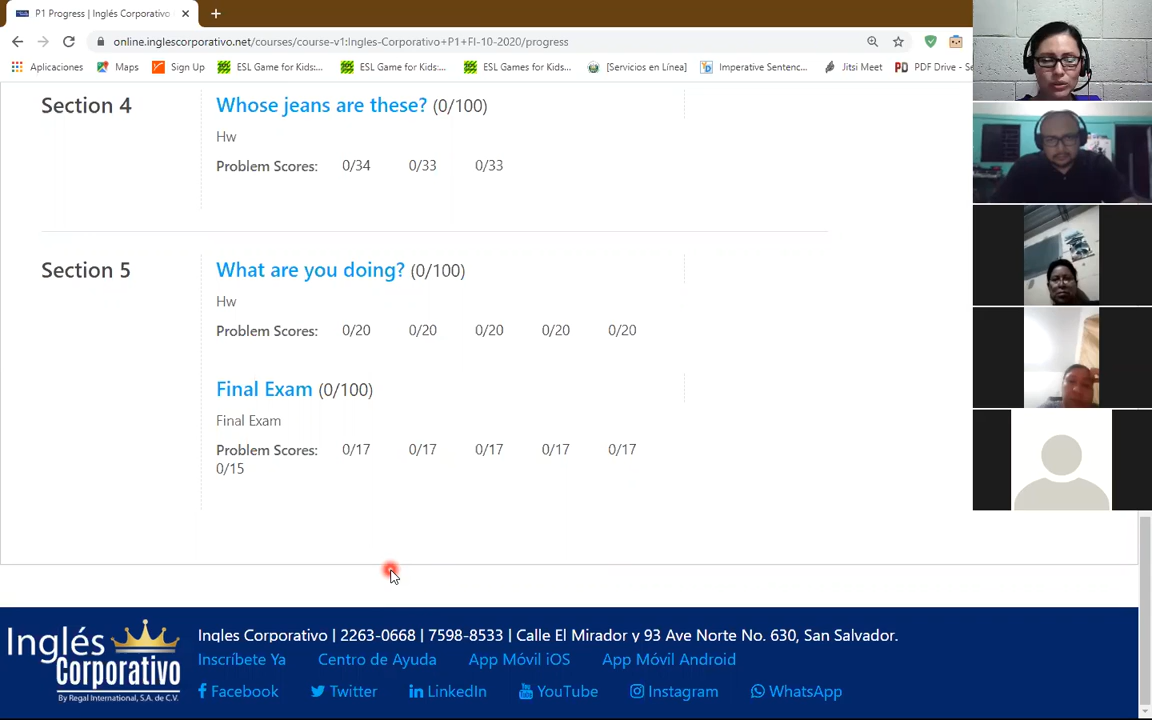 P1 Progress | Inglés Corporativo
online.inglescorporativo.net/courses/course-v1:Ingles-Corporativo+P1+FI-10-2020/progress
Aplicaciones Maps Sign Up ESL Game for Kids:... ESL Game for Kids:... ESL Games for Kids... [Servicios en Línea] Imperative Sentenc... Jitsi Meet PDF Drive - Se
Section 4 Whose jeans are these? (0/100)
Hw
Problem Scores: 0/34 0/33 0/33
Section 5 What are you doing? (0/100)
Hw
Problem Scores: 0/20 0/20 0/20 0/20 0/20
Final Exam (0/100)
Final Exam
Problem Scores: 0/17 0/17 0/17 0/17 0/17
0/15
Inglés
Corporativo
By Regal International, S.A. de C.V.
Ingles Corporativo | 2263-0668 | 7598-8533 | Calle El Mirador y 93 Ave Norte No. 630, San Salvador.
Inscríbete Ya Centro de Ayuda App Móvil iOS App Móvil Android
Facebook Twitter LinkedIn YouTube Instagram WhatsApp